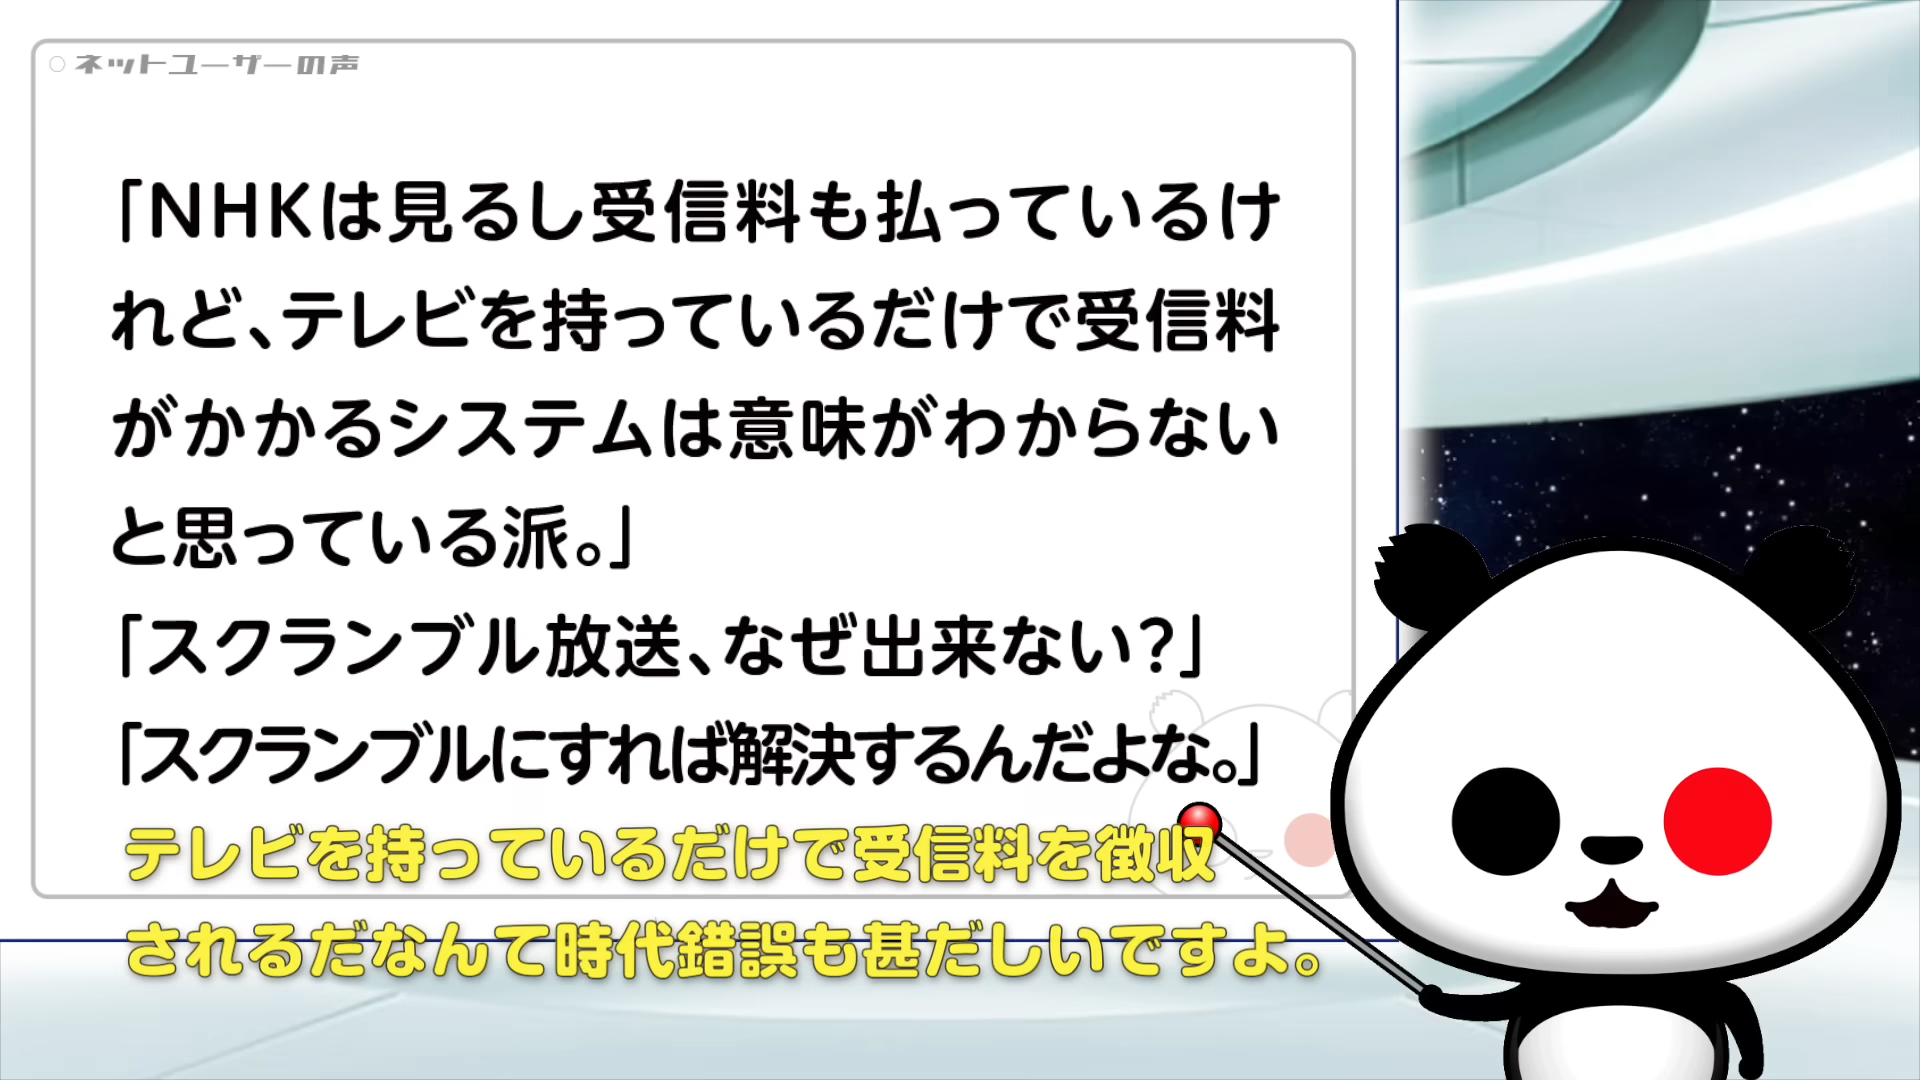 ○ネットユーザーの声
「NHKは見るし受信料も払っているけ
れど、テレビを持っているだけで受信料
がかかるシステムは意味がわからない
と思っている派。」
「スクランブル放送、なぜ出来ない？」
「スクランブルにすれば解決するんだよな。」
テレビを持っているだけで受信料を徴収
されるだなんて時代錯誤も甚だしいですよ。